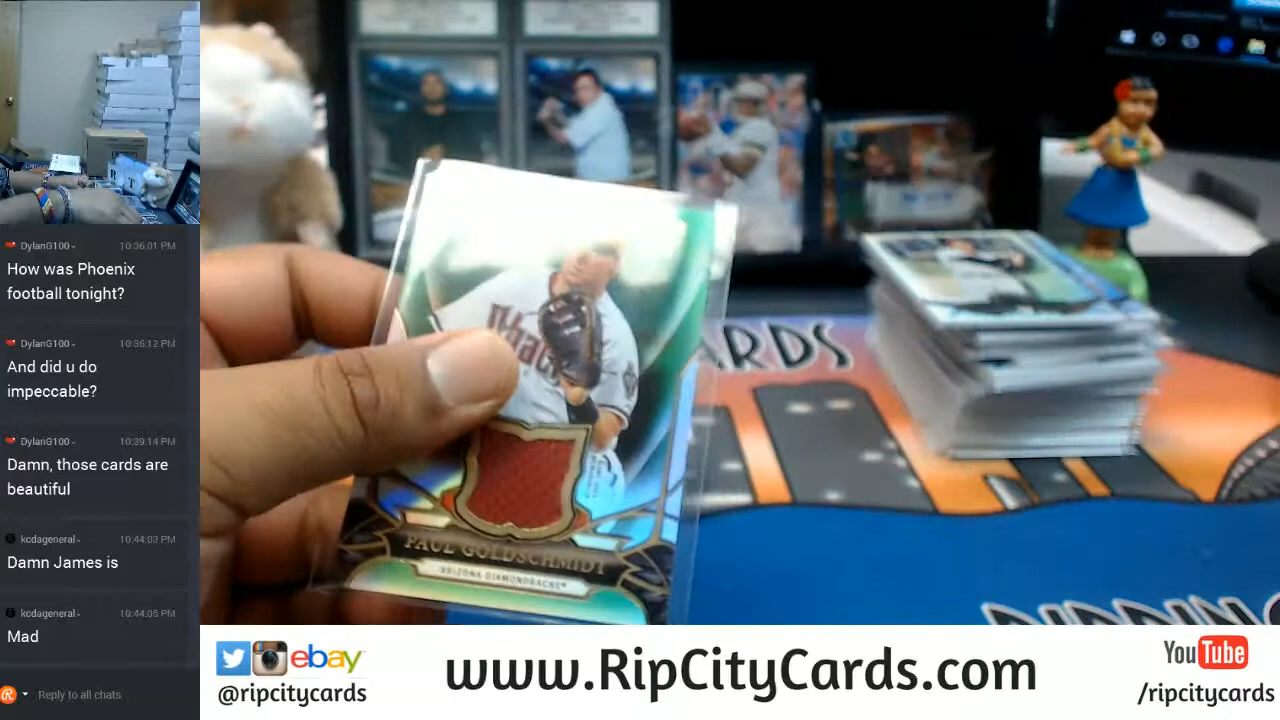 DylanG100
10:36:01 PM
How was Phoenix
football tonight?
DylanG100
10:36:12 PM
And did u do
impeccable?
DylanG100
10:39:14 PM
Damn, those cards are
beautiful
kcdageneral
10:44:03 PM
Damn James is
kcdageneral
10:44:05 PM
Mad
Reply to all chats
ARDS
PAUL GOLDSCHMIDT
ARIZONA DIAMONDBACKS
ebay
@ripcitycards
www.RipCityCards.com
YouTube
/ripcitycards